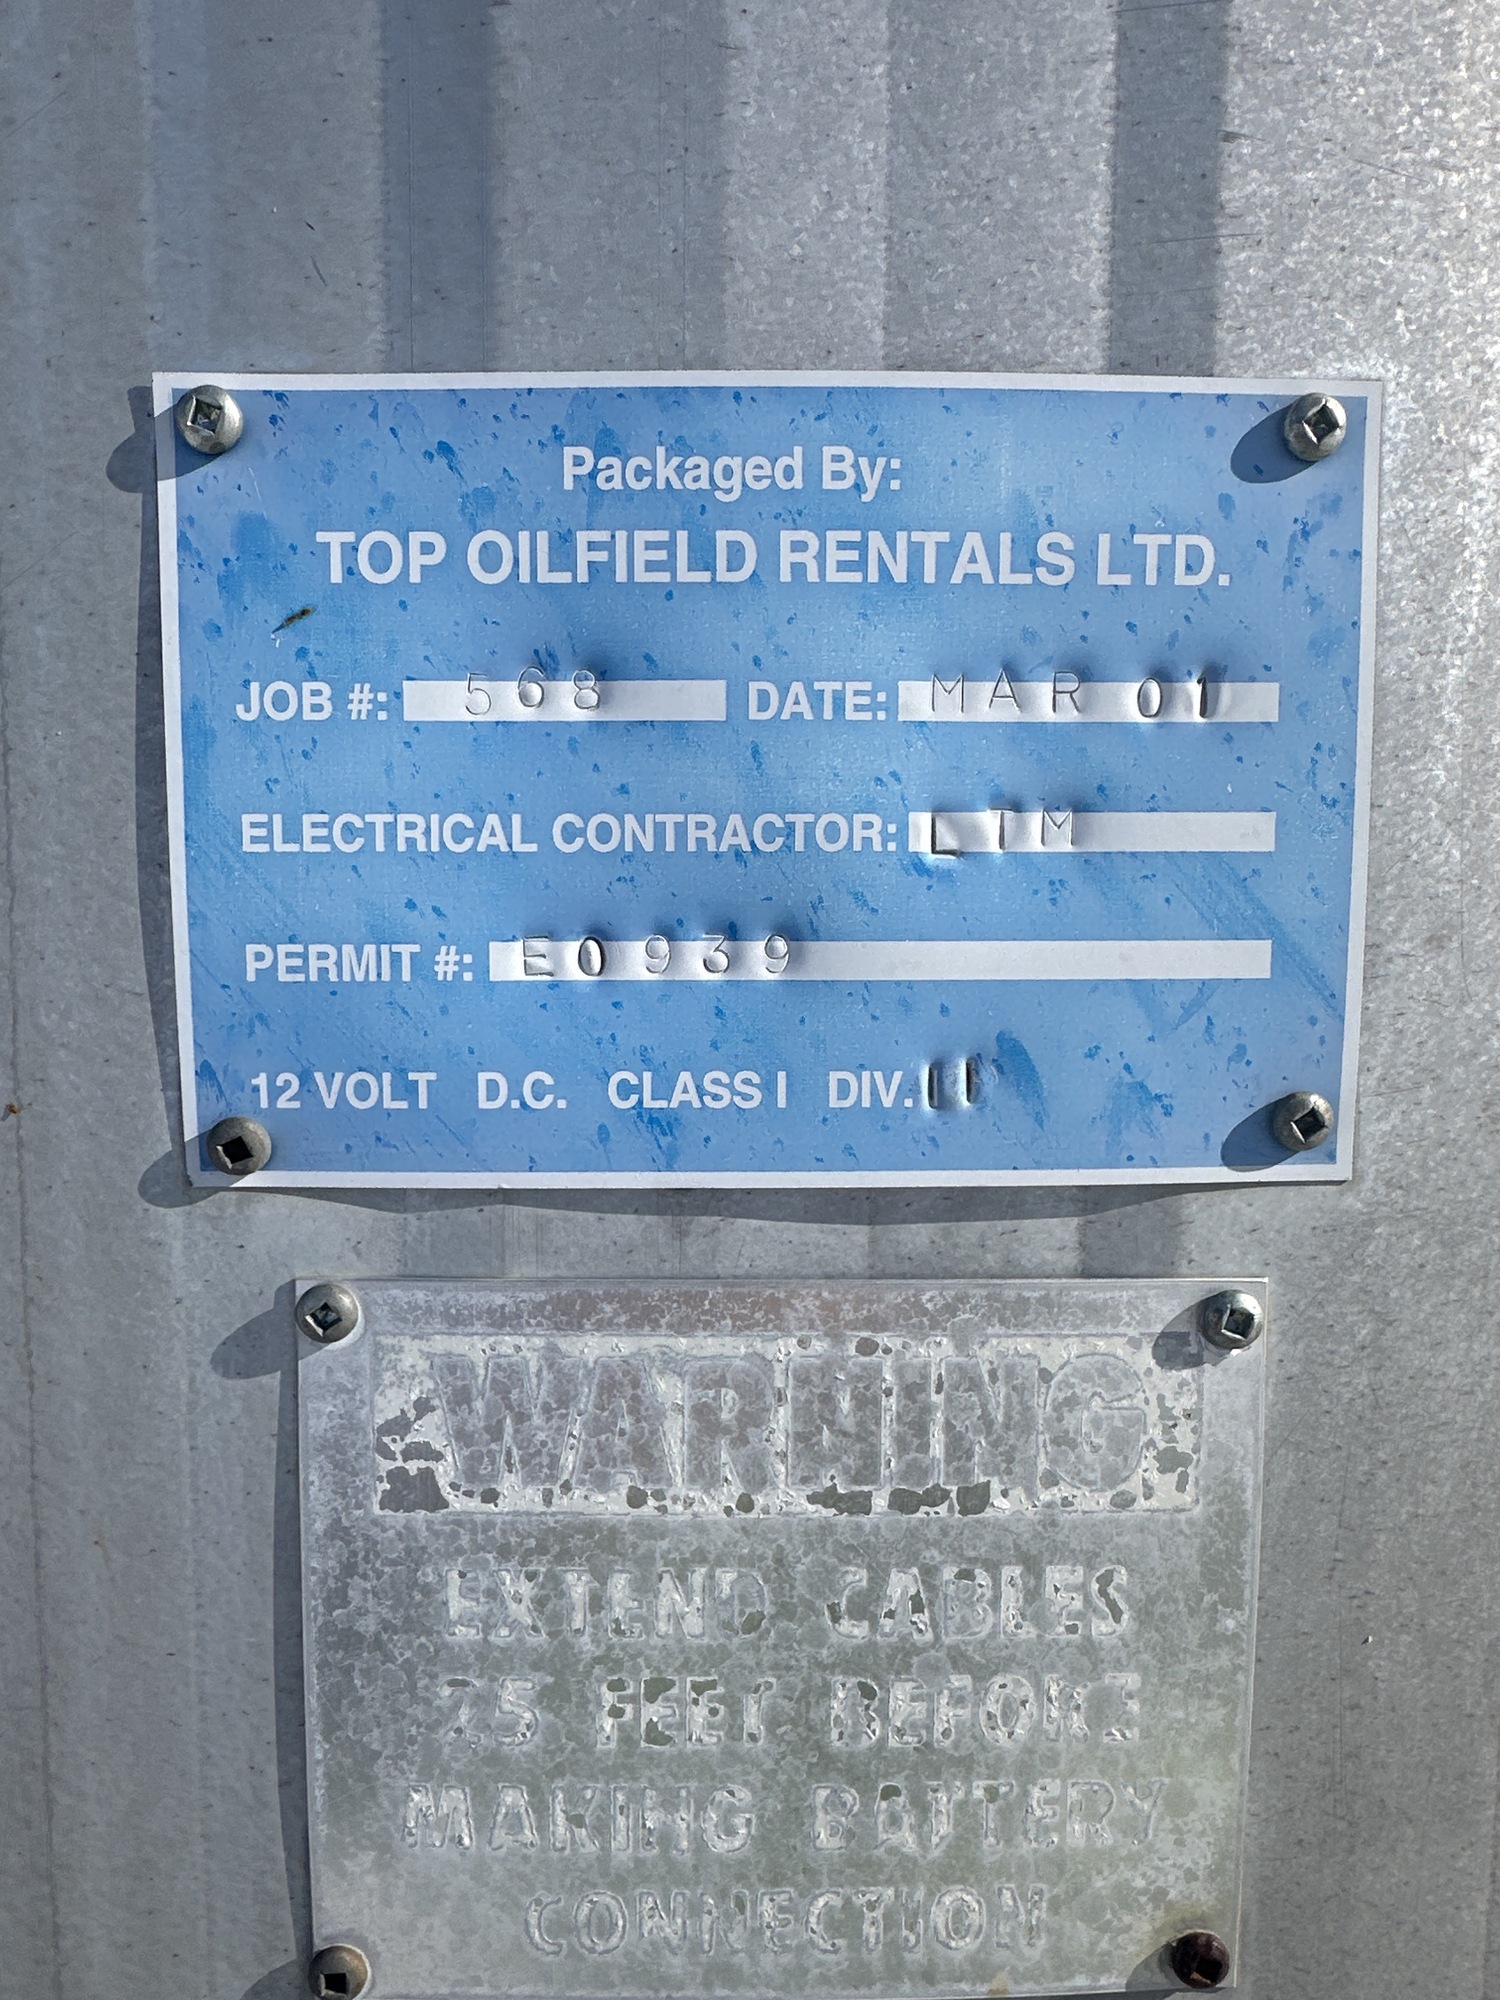 Packaged By:
TOP OILFIELD RENTALS LTD.
JOB #: 568 DATE: MAR 01
ELECTRICAL CONTRACTOR: LTM
PERMIT #: E0939
12 VOLT D.C. CLASS I DIV. II
WARNING
EXTEND CABLES
25 FEET BEFORE
MAKING BATTERY
CONNECTION